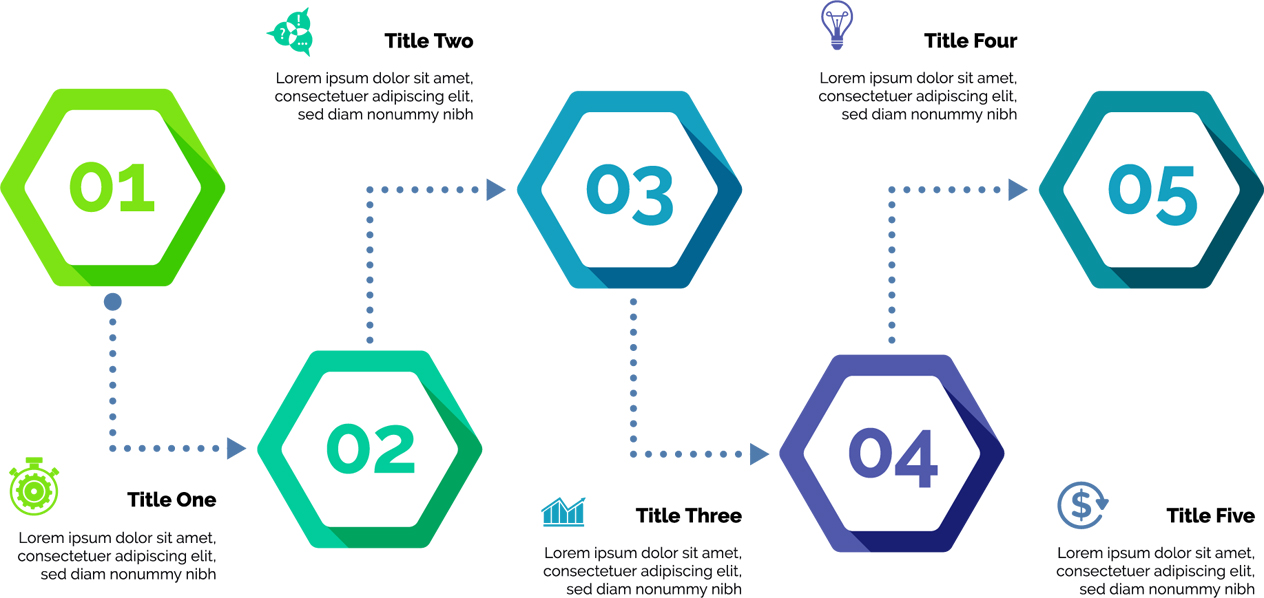 01
Title One
Lorem ipsum dolor sit amet,
consectetuer adipiscing elit,
sed diam nonummy nibh
? ! ...
Title Two
Lorem ipsum dolor sit amet,
consectetuer adipiscing elit,
sed diam nonummy nibh
02
03
Title Three
Lorem ipsum dolor sit amet,
consectetuer adipiscing elit,
sed diam nonummy nibh
Title Four
Lorem ipsum dolor sit amet,
consectetuer adipiscing elit,
sed diam nonummy nibh
04
05
$
Title Five
Lorem ipsum dolor sit amet,
consectetuer adipiscing elit,
sed diam nonummy nibh